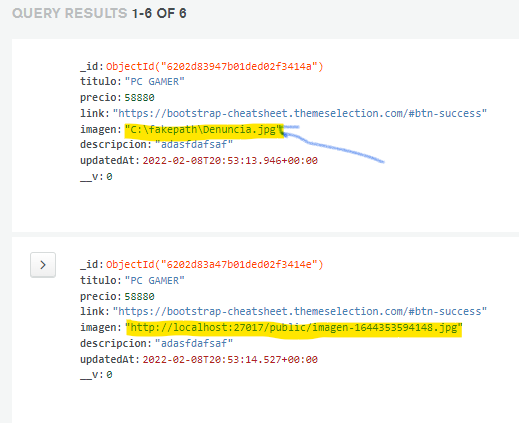 QUERY RESULTS 1-6 OF 6
_id: ObjectId("6202d83947b01ded02f3414a")
titulo: "PC GAMER"
precio: 58880
link: "https://bootstrap-cheatsheet.themeselection.com/#btn-success"
imagen: "C:\fakepath\Denuncia.jpg"
descripcion: "adasfdafsaf"
updatedAt: 2022-02-08T20:53:13.946+00:00
__v: 0
_id: ObjectId("6202d83a47b01ded02f3414e")
titulo: "PC GAMER"
precio: 58880
link: "https://bootstrap-cheatsheet.themeselection.com/#btn-success"
imagen: "http://localhost:27017/public/imagen-1644353594148.jpg"
descripcion: "adasfdafsaf"
updatedAt: 2022-02-08T20:53:14.527+00:00
__v: 0